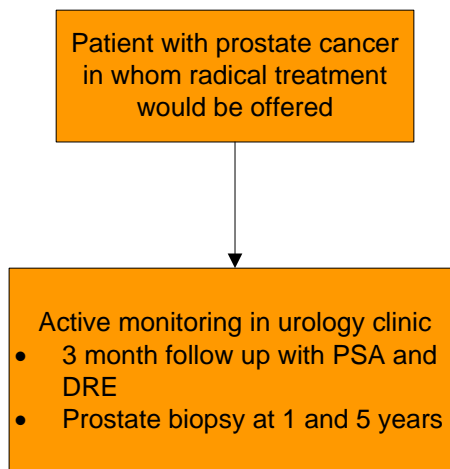 Patient with prostate cancer
in whom radical treatment
would be offered
Active monitoring in urology clinic
• 3 month follow up with PSA and
DRE
• Prostate biopsy at 1 and 5 years